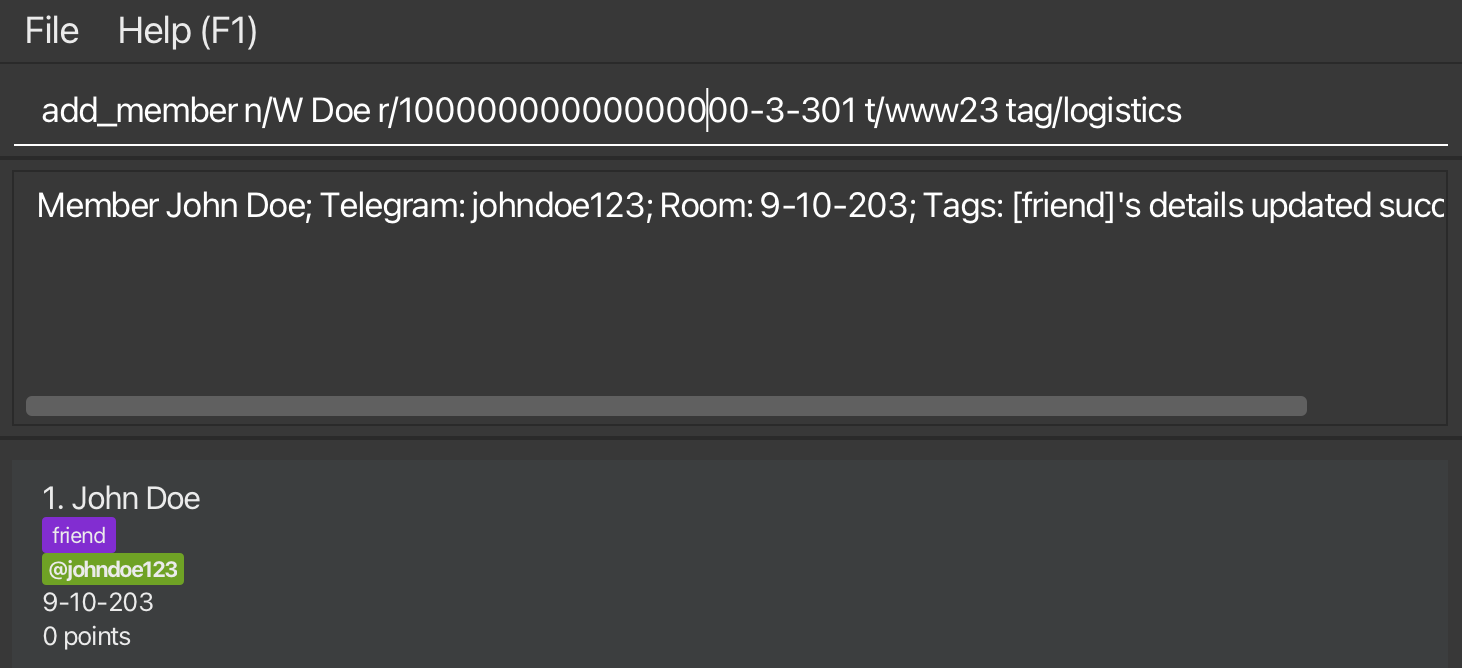 File Help (F1)
add_member n/W Doe r/10000000000000000-3-301 t/www23 tag/logistics
Member John Doe; Telegram: johndoe123; Room: 9-10-203; Tags: [friend]'s details updated succ
1. John Doe
friend
@johndoe123
9-10-203
0 points